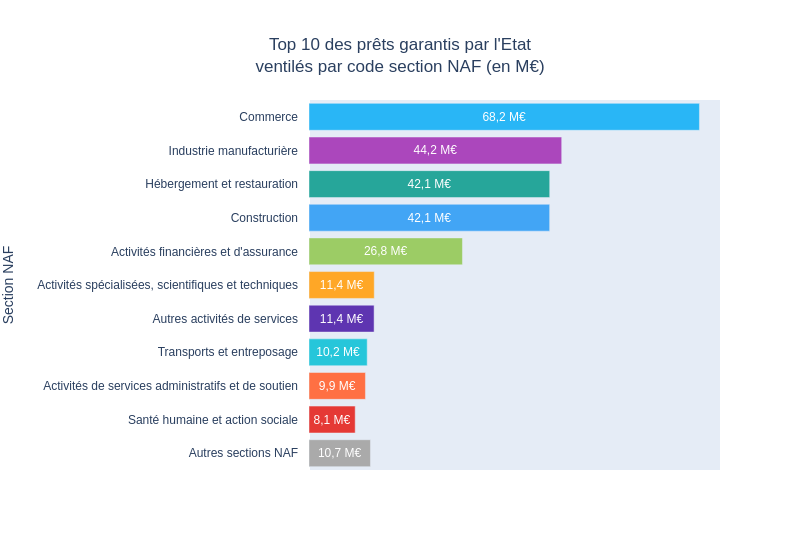 Top 10 des prêts garantis par l'Etat
ventilés par code section NAF (en M€)
Section NAF
Commerce 68,2 M€
Industrie manufacturière 44,2 M€
Hébergement et restauration 42,1 M€
Construction 42,1 M€
Activités financières et d'assurance 26,8 M€
Activités spécialisées, scientifiques et techniques 11,4 M€
Autres activités de services 11,4 M€
Transports et entreposage 10,2 M€
Activités de services administratifs et de soutien 9,9 M€
Santé humaine et action sociale 8,1 M€
Autres sections NAF 10,7 M€